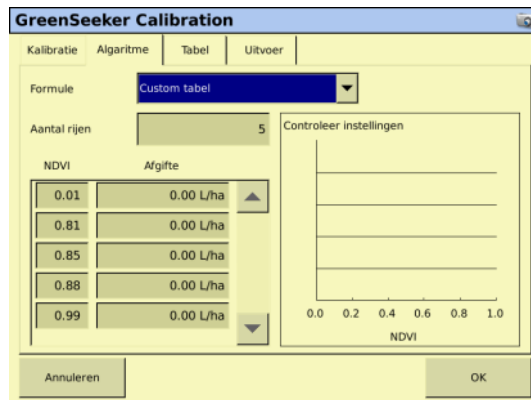 GreenSeeker Calibration
Kalibratie Algaritme Tabel Uitvoer
Formule Custom tabel
Aantal rijen 5
Controleer instellingen
NDVI Afgifte
0.01 0.00 L/ha
0.81 0.00 L/ha
0.85 0.00 L/ha
0.88 0.00 L/ha
0.99 0.00 L/ha
0.0 0.2 0.4 0.6 0.8 1.0
NDVI
Annuleren OK